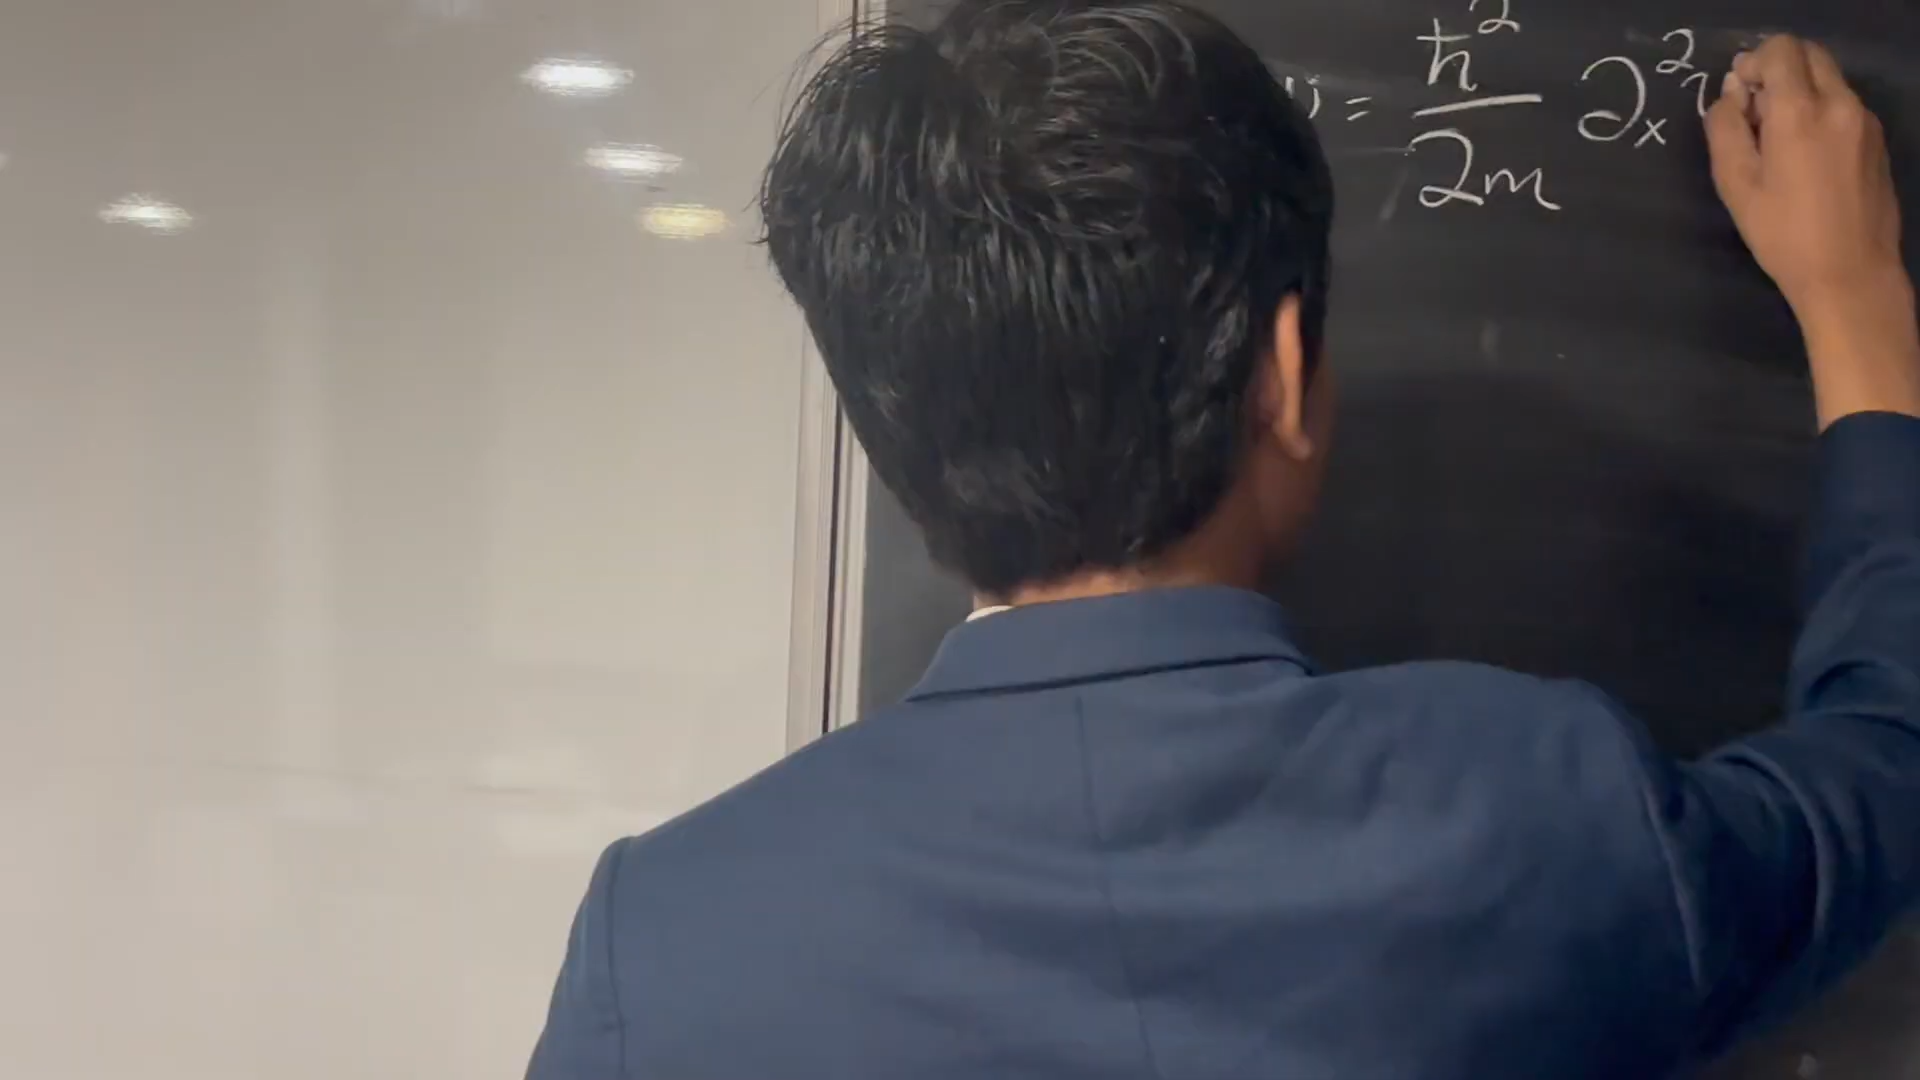 = ħ²/2m ∂ₓ²